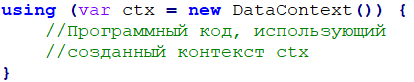 using (var ctx = new DataContext()) {
    //Программный код, использующий
    //созданный контекст ctx
}